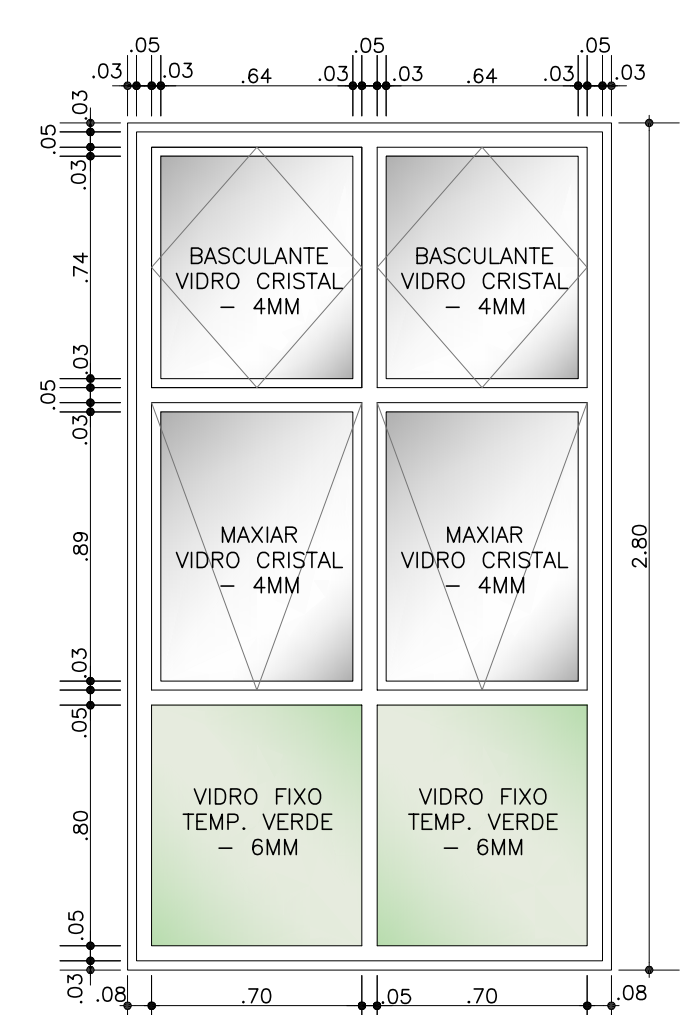 .05 .05 .05
.03 .03 .64 .03 .03 .64 .03 .03
.03
.05
.03
.74
.03
.05
.03
.89
.03
.05
.80
.05
.03
BASCULANTE
VIDRO CRISTAL
– 4MM
BASCULANTE
VIDRO CRISTAL
– 4MM
MAXIAR
VIDRO CRISTAL
– 4MM
MAXIAR
VIDRO CRISTAL
– 4MM
VIDRO FIXO
TEMP. VERDE
– 6MM
VIDRO FIXO
TEMP. VERDE
– 6MM
2.80
.08 .70 .05 .70 .08